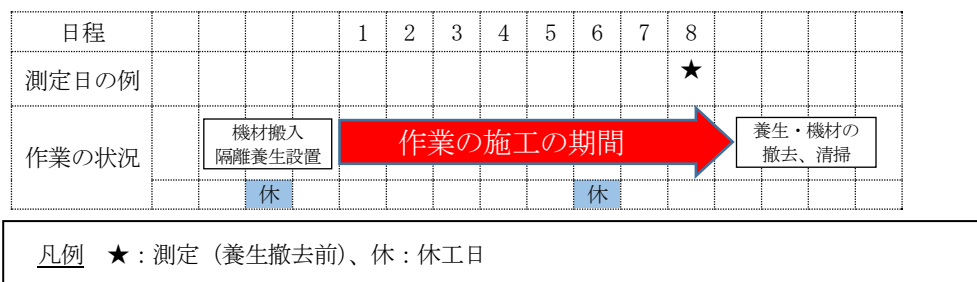 日程 1 2 3 4 5 6 7 8
測定日の例 ★
作業の状況
機材搬入
隔離養生設置
作業の施工の期間
養生・機材の
撤去、清掃
休 休
凡例 ★：測定（養生撤去前）、休：休工日